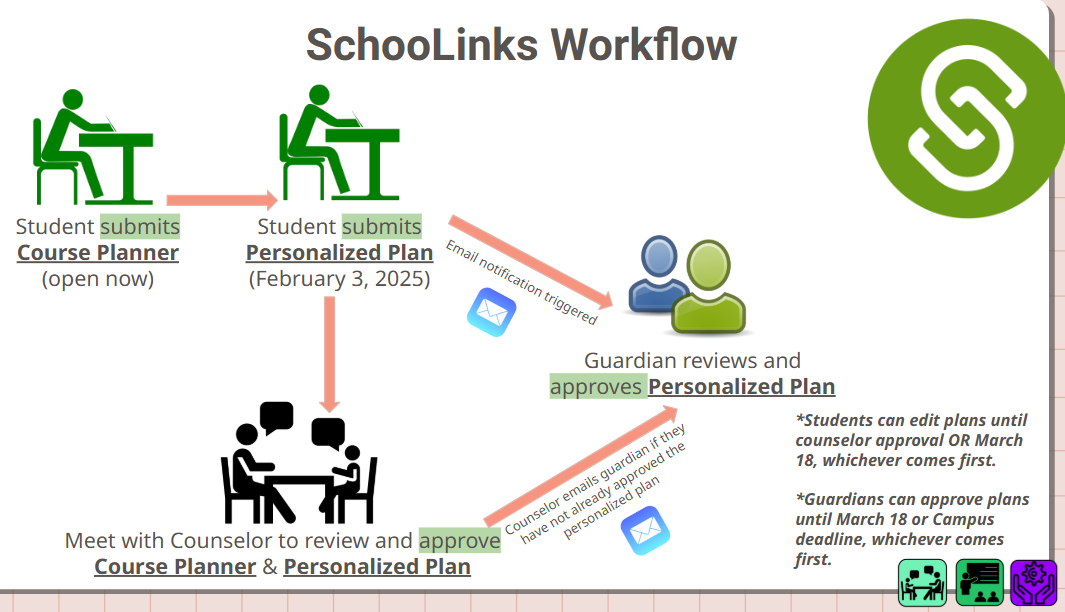 SchooLinks Workflow
Student submits
Course Planner
(open now)
Student submits
Personalized Plan
(February 3, 2025)
Email notification triggered
Guardian reviews and
approves Personalized Plan
*Students can edit plans until
counselor approval OR March
18, whichever comes first.
*Guardians can approve plans
until March 18 or Campus
deadline, whichever comes
first.
Counselor emails guardian if they
have not already approved the
personalized plan
Meet with Counselor to review and approve
Course Planner & Personalized Plan